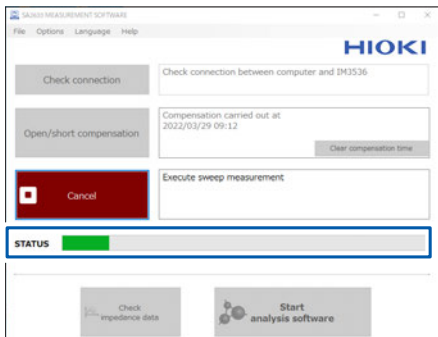 SA2633 MEASUREMENT SOFTWARE
File Options Language Help
HIOKI
Check connection
Check connection between computer and IM3536
Open/short compensation
Compensation carried out at
2022/03/29 09:12
Clear compensation time
Cancel
Execute sweep measurement
STATUS
Check
impedance data
Start
analysis software